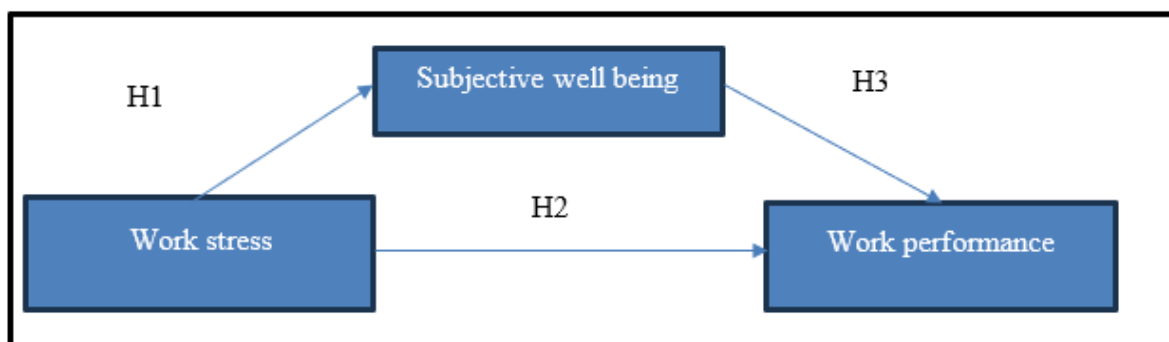 Subjective well being
H1
H3
H2
Work stress
Work performance